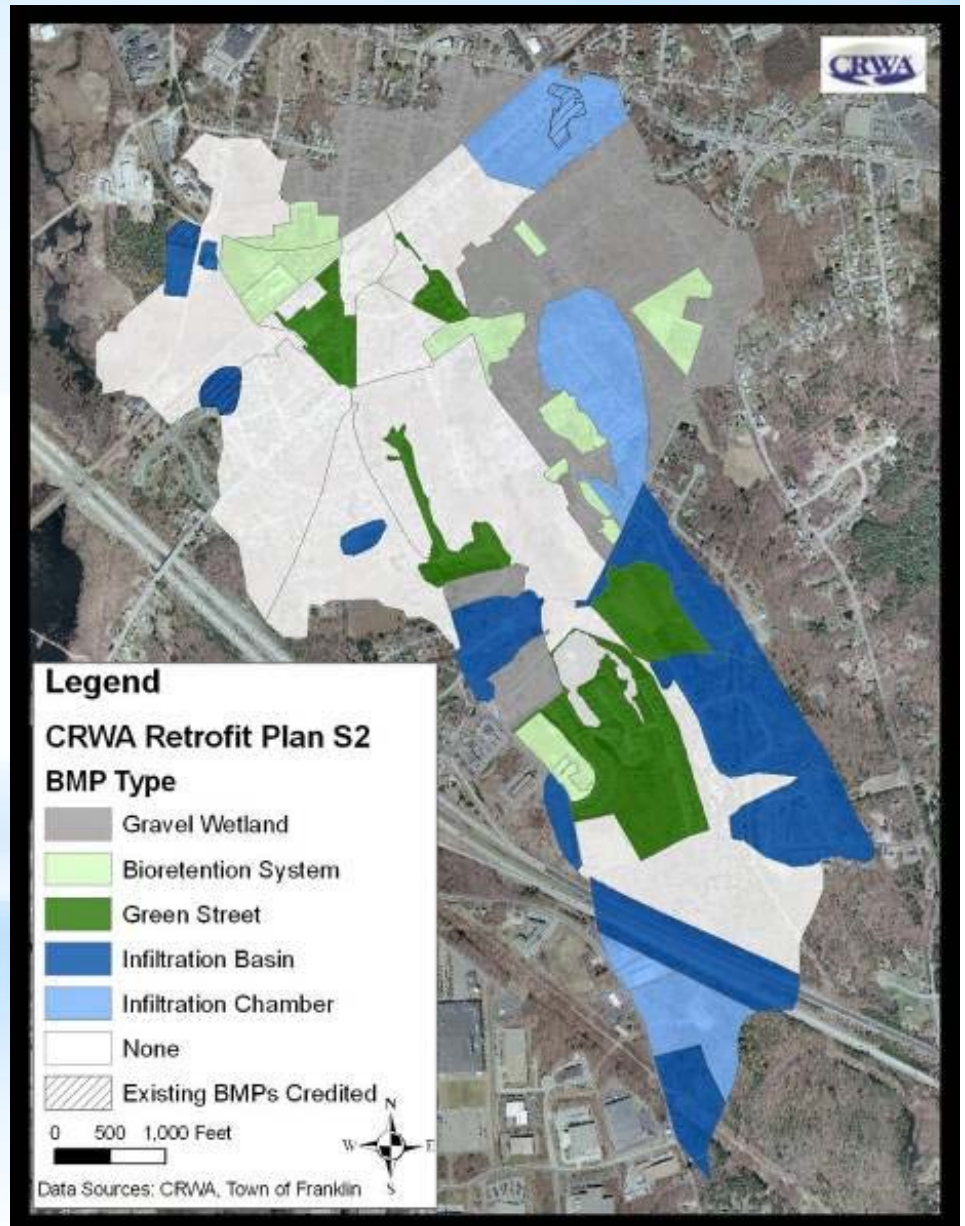 CRWA
Legend
CRWA Retrofit Plan S2
BMP Type
Gravel Wetland
Bioretention System
Green Street
Infiltration Basin
Infiltration Chamber
None
Existing BMPs Credited
N
0 500 1,000 Feet
W E
Data Sources: CRWA, Town of Franklin
S